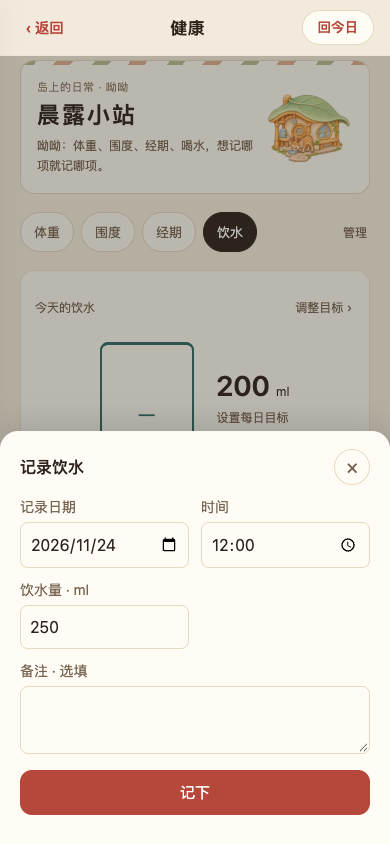 ‹ 返回
健康
回今日
岛上的日常 · 呦呦
晨露小站
呦呦：体重、围度、经期、喝水，想记哪
项就记哪项。
体重
围度
经期
饮水
管理
今天的饮水
调整目标 ›
200 ml
设置每日目标
记录饮水
记录日期
时间
2026/11/24
12:00
饮水量 · ml
250
备注 · 选填
记下